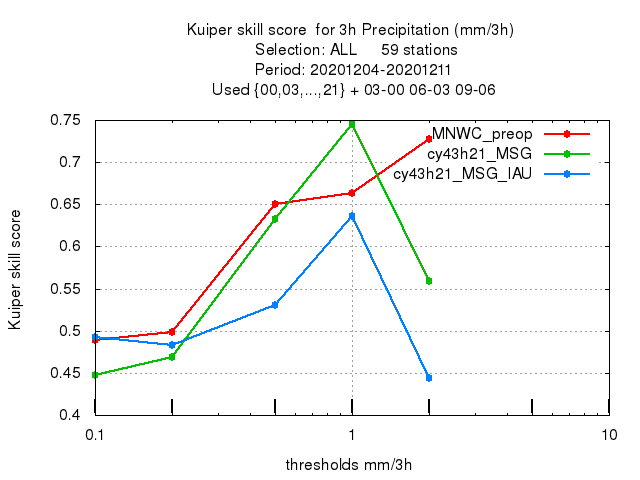 Kuiper skill score  for 3h Precipitation (mm/3h)
Selection: ALL     59 stations
Period: 20201204-20201211
Used {00,03,...,21} + 03-00 06-03 09-06
MNWC_preop
cy43h21_MSG
cy43h21_MSG_IAU
Kuiper skill score
0.75
0.7
0.65
0.6
0.55
0.5
0.45
0.4
0.1
1
10
thresholds mm/3h